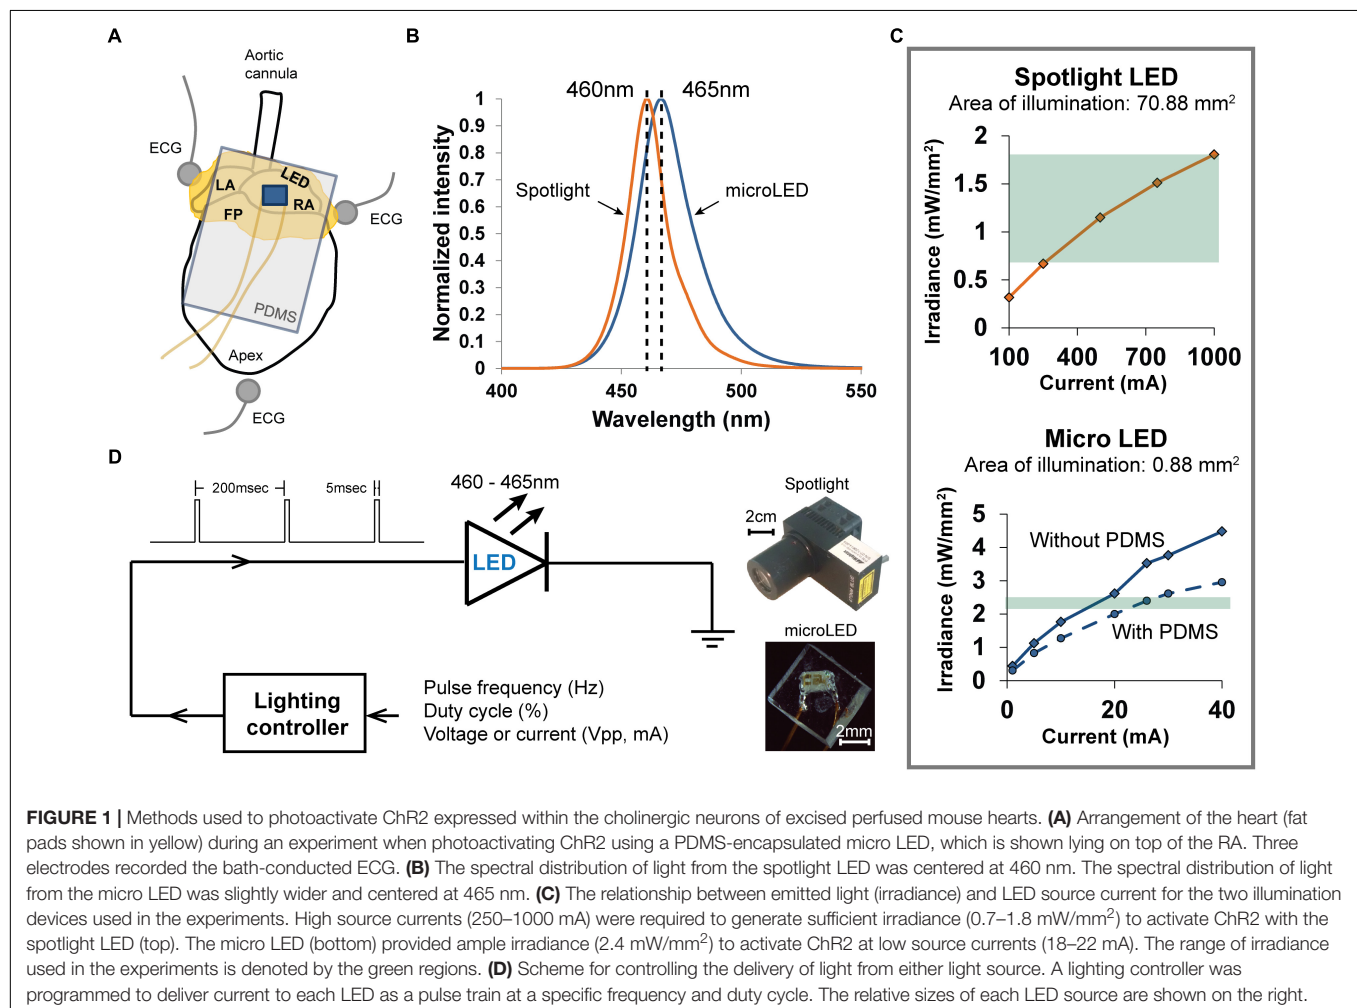 A
Aortic
cannula
ECG
LA
LED
FP
RA
ECG
PDMS
Apex
ECG
B
460nm
465nm
Normalized intensity
1
0.9
0.8
0.7
0.6
0.5
0.4
0.3
0.2
0.1
0
Spotlight
microLED
400
450
500
550
Wavelength (nm)
C
Spotlight LED
Area of illumination: 70.88 mm²
Irradiance (mW/mm²)
2
1.5
1
0.5
0
100
400
700
1000
Current (mA)
Micro LED
Area of illumination: 0.88 mm²
Irradiance (mW/mm²)
5
4
3
2
1
0
Without PDMS
With PDMS
0
20
40
Current (mA)
D
200msec
5msec
460 - 465nm
LED
Lighting
controller
Pulse frequency (Hz)
Duty cycle (%)
Voltage or current (Vpp, mA)
Spotlight
2cm
microLED
2mm
FIGURE 1 | Methods used to photoactivate ChR2 expressed within the cholinergic neurons of excised perfused mouse hearts. (A) Arrangement of the heart (fat
pads shown in yellow) during an experiment when photoactivating ChR2 using a PDMS-encapsulated micro LED, which is shown lying on top of the RA. Three
electrodes recorded the bath-conducted ECG. (B) The spectral distribution of light from the spotlight LED was centered at 460 nm. The spectral distribution of light
from the micro LED was slightly wider and centered at 465 nm. (C) The relationship between emitted light (irradiance) and LED source current for the two illumination
devices used in the experiments. High source currents (250–1000 mA) were required to generate sufficient irradiance (0.7–1.8 mW/mm²) to activate ChR2 with the
spotlight LED (top). The micro LED (bottom) provided ample irradiance (2.4 mW/mm²) to activate ChR2 at low source currents (18–22 mA). The range of irradiance
used in the experiments is denoted by the green regions. (D) Scheme for controlling the delivery of light from either light source. A lighting controller was
programmed to deliver current to each LED as a pulse train at a specific frequency and duty cycle. The relative sizes of each LED source are shown on the right.